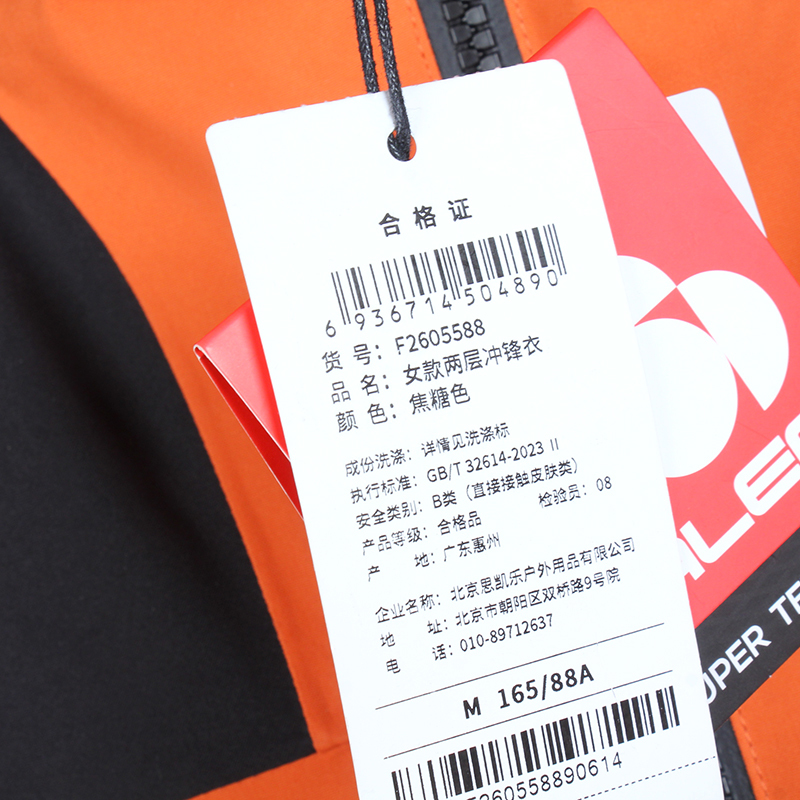 合格证
6 936714 504890
货 号：F2605588
品 名：女款两层冲锋衣
颜 色：焦糖色
成份洗涤：详情见洗涤标
执行标准：GB/T 32614-2023 II
安全类别：B类（直接接触皮肤类）
产品等级：合格品 检验员：08
产 地：广东惠州
企业名称：北京思凯乐户外用品有限公司
地 址：北京市朝阳区双桥路9号院
电 话：010-89712637
M 165/88A
F260558890614
ALE
UPER TE